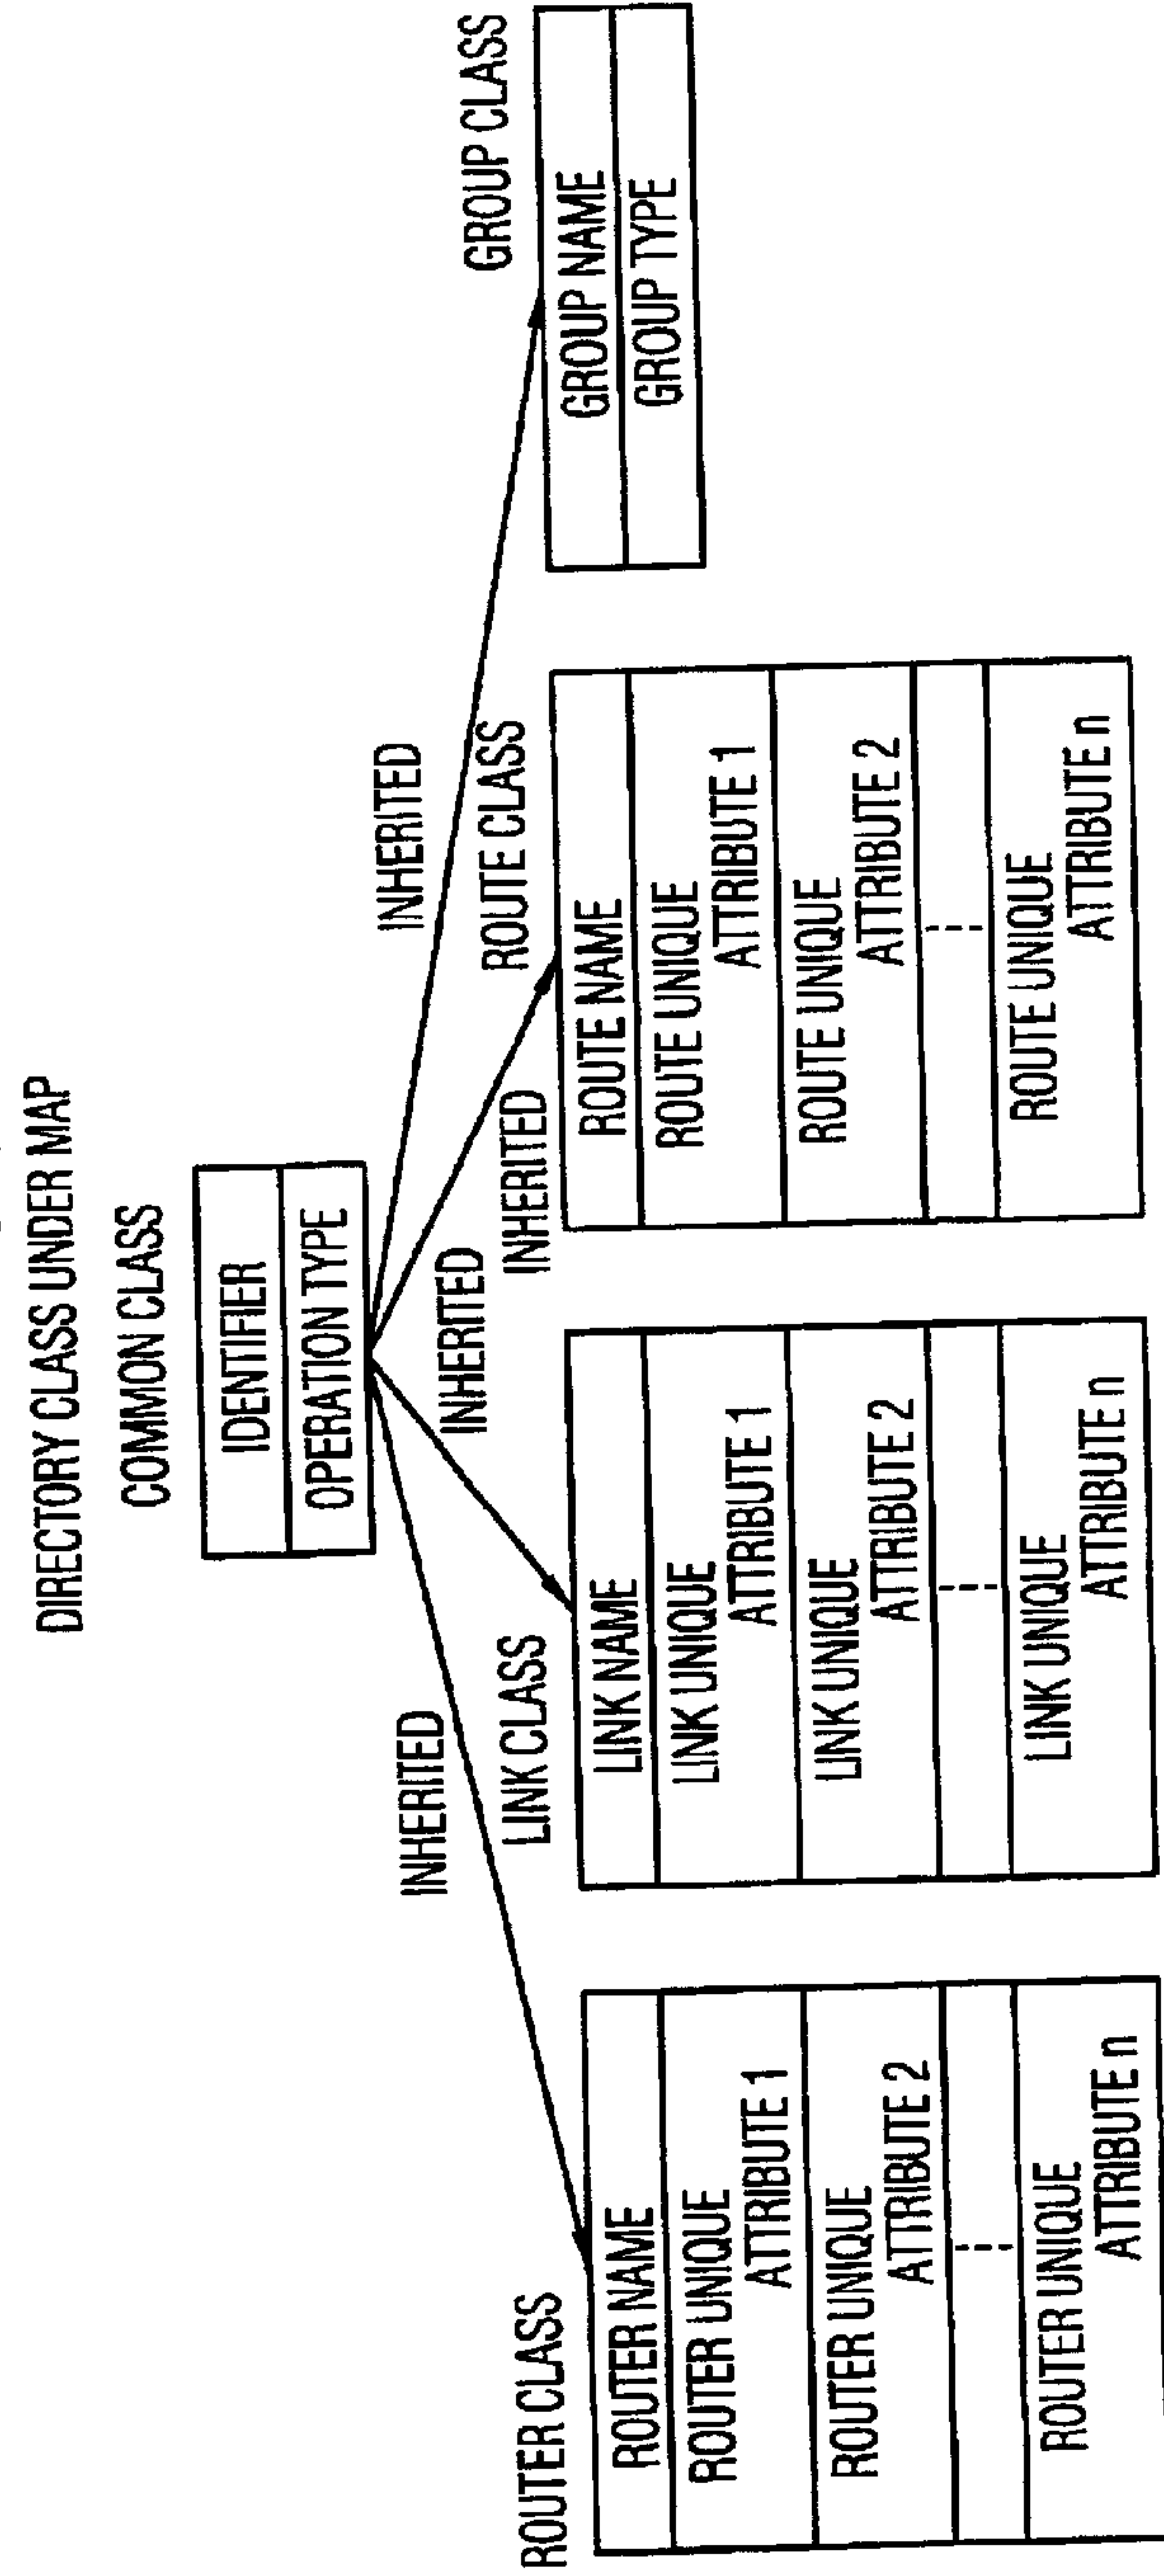 DIRECTORY CLASS UNDER MAP
COMMON CLASS
IDENTIFIER
OPERATION TYPE
INHERITED
INHERITED
INHERITED
INHERITED
ROUTER CLASS
ROUTER NAME
ROUTER UNIQUE
ATTRIBUTE 1
ROUTER UNIQUE
ATTRIBUTE 2
ROUTER UNIQUE
ATTRIBUTE n
LINK CLASS
LINK NAME
LINK UNIQUE
ATTRIBUTE 1
LINK UNIQUE
ATTRIBUTE 2
LINK UNIQUE
ATTRIBUTE n
ROUTE CLASS
ROUTE NAME
ROUTE UNIQUE
ATTRIBUTE 1
ROUTE UNIQUE
ATTRIBUTE 2
ROUTE UNIQUE
ATTRIBUTE n
GROUP CLASS
GROUP NAME
GROUP TYPE